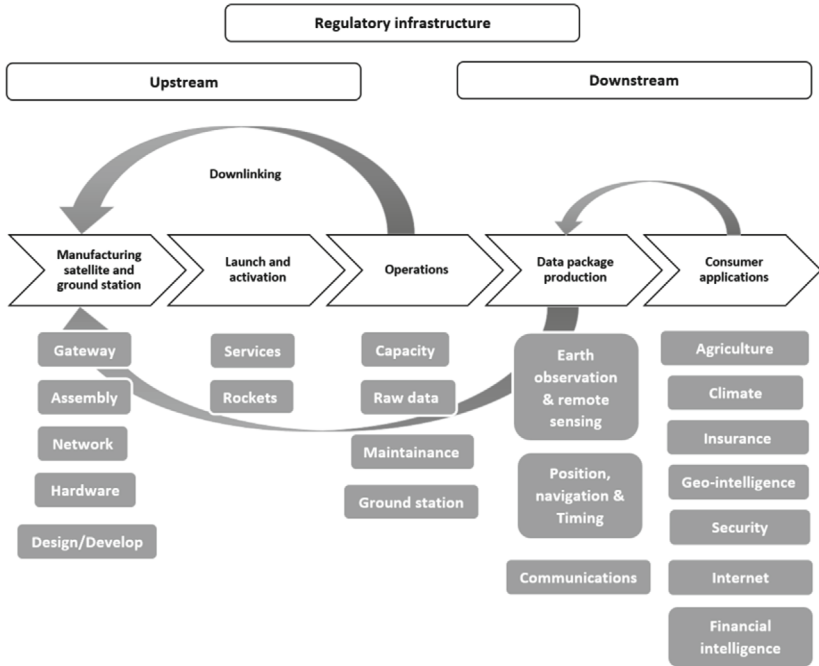 Regulatory infrastructure
Upstream
Downstream
Downlinking
Manufacturing
satellite and
ground station
Launch and
activation
Operations
Data package
production
Consumer
applications
Gateway
Assembly
Network
Hardware
Design/Develop
Services
Rockets
Capacity
Raw data
Maintainance
Ground station
Earth
observation
& remote
sensing
Position,
navigation &
Timing
Communications
Agriculture
Climate
Insurance
Geo-intelligence
Security
Internet
Financial
intelligence